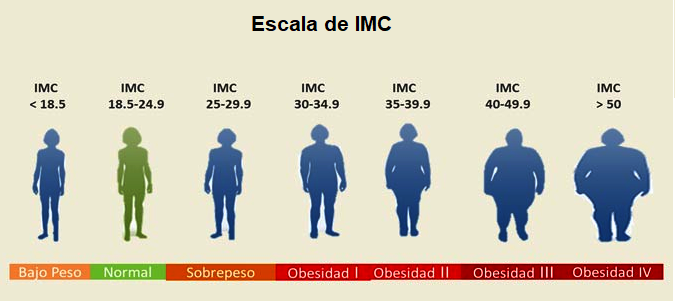 Escala de IMC
IMC
< 18.5
IMC
18.5-24.9
IMC
25-29.9
IMC
30-34.9
IMC
35-39.9
IMC
40-49.9
IMC
> 50
Bajo Peso
Normal
Sobrepeso
Obesidad I
Obesidad II
Obesidad III
Obesidad IV